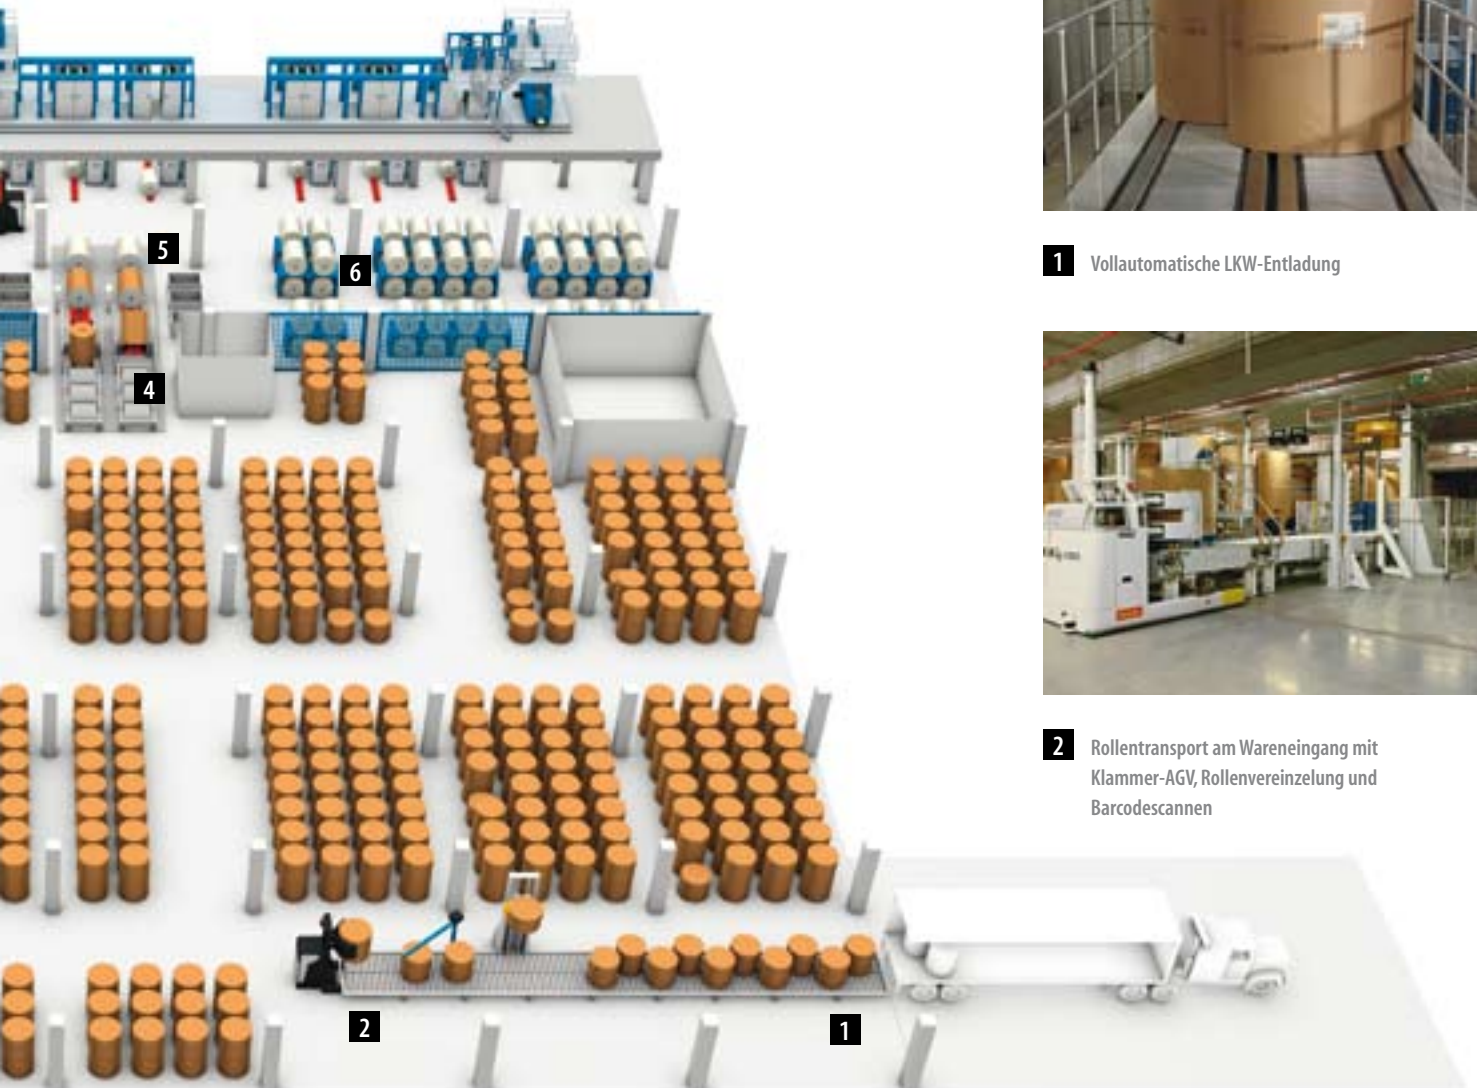 5
6
4
1 Vollautomatische LKW-Entladung
2 Rollentransport am Wareneingang mit
Klammer-AGV, Rollenvereinzelung und
Barcodescannen
2
1